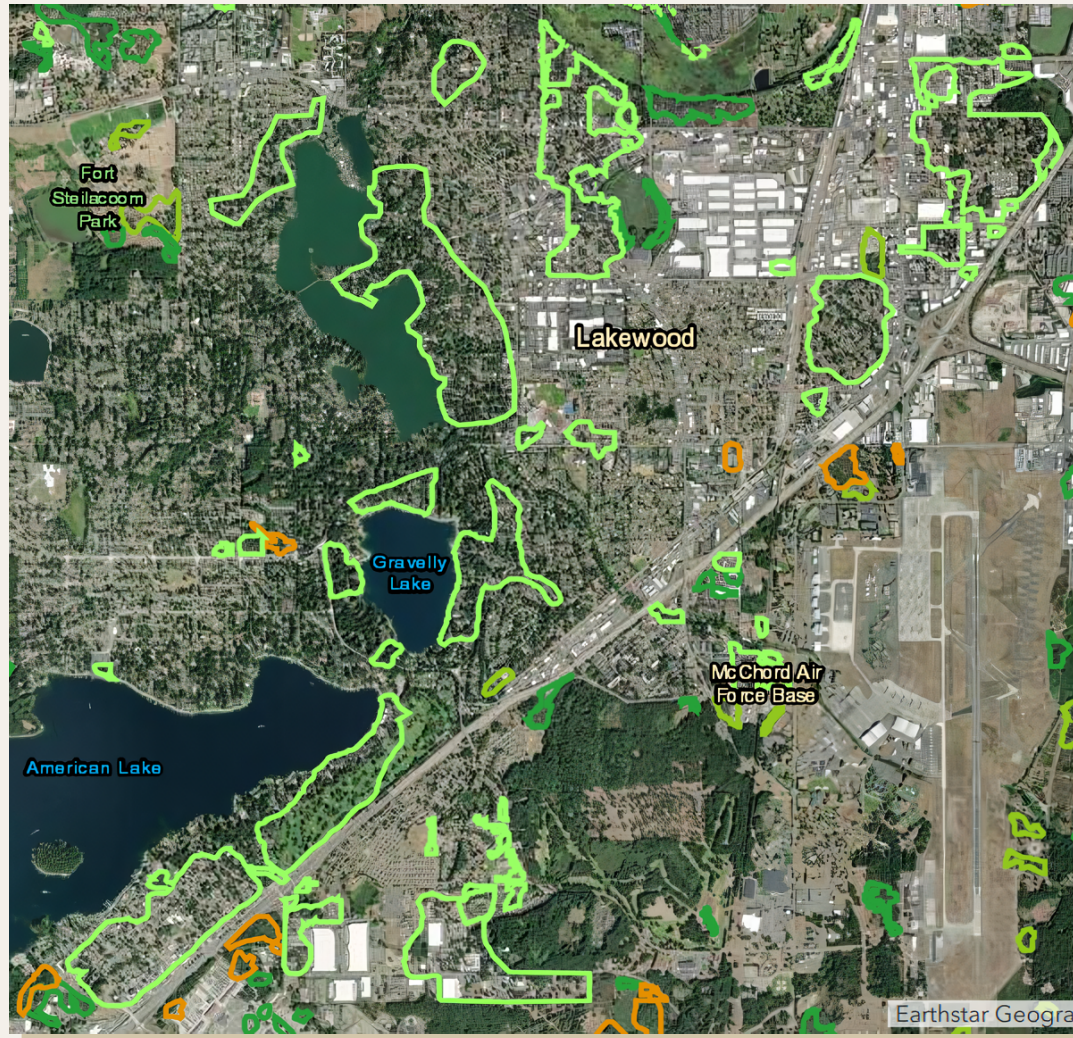 Fort
Steilacoom
Park
Lakewood
Gravelly
Lake
McChord Air
Force Base
American Lake
Earthstar Geogra